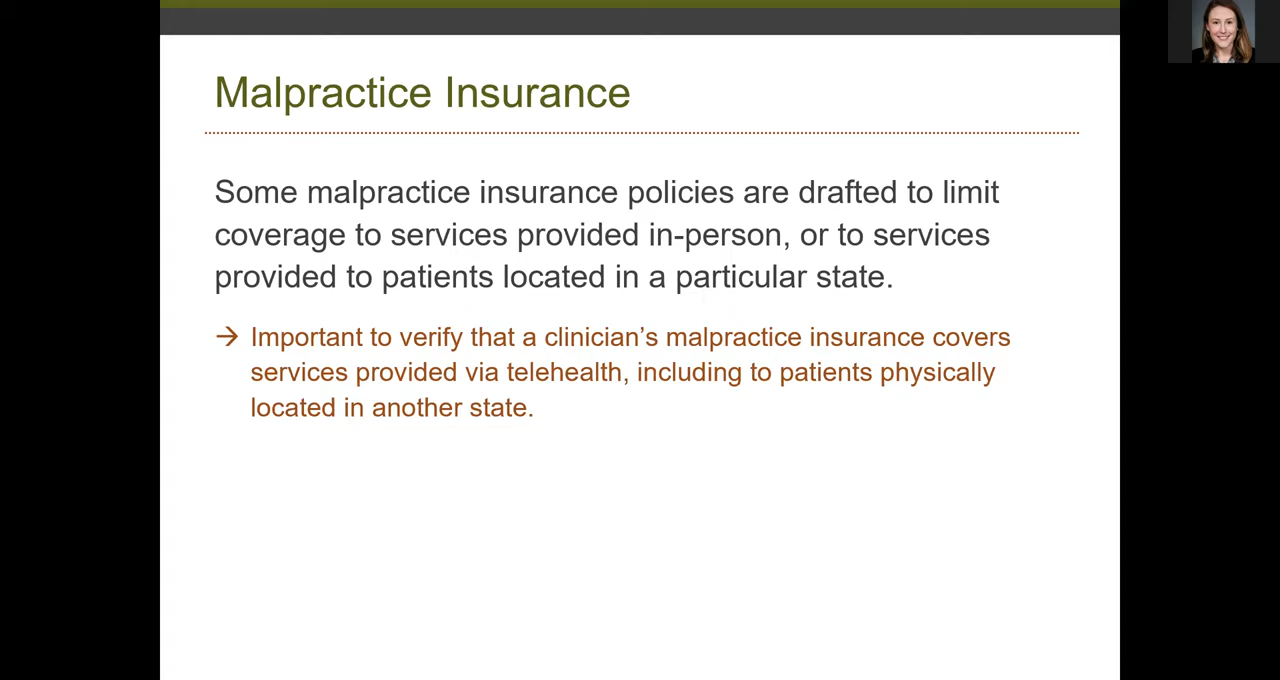 Malpractice Insurance
Some malpractice insurance policies are drafted to limit
coverage to services provided in-person, or to services
provided to patients located in a particular state.
→ Important to verify that a clinician’s malpractice insurance covers
services provided via telehealth, including to patients physically
located in another state.